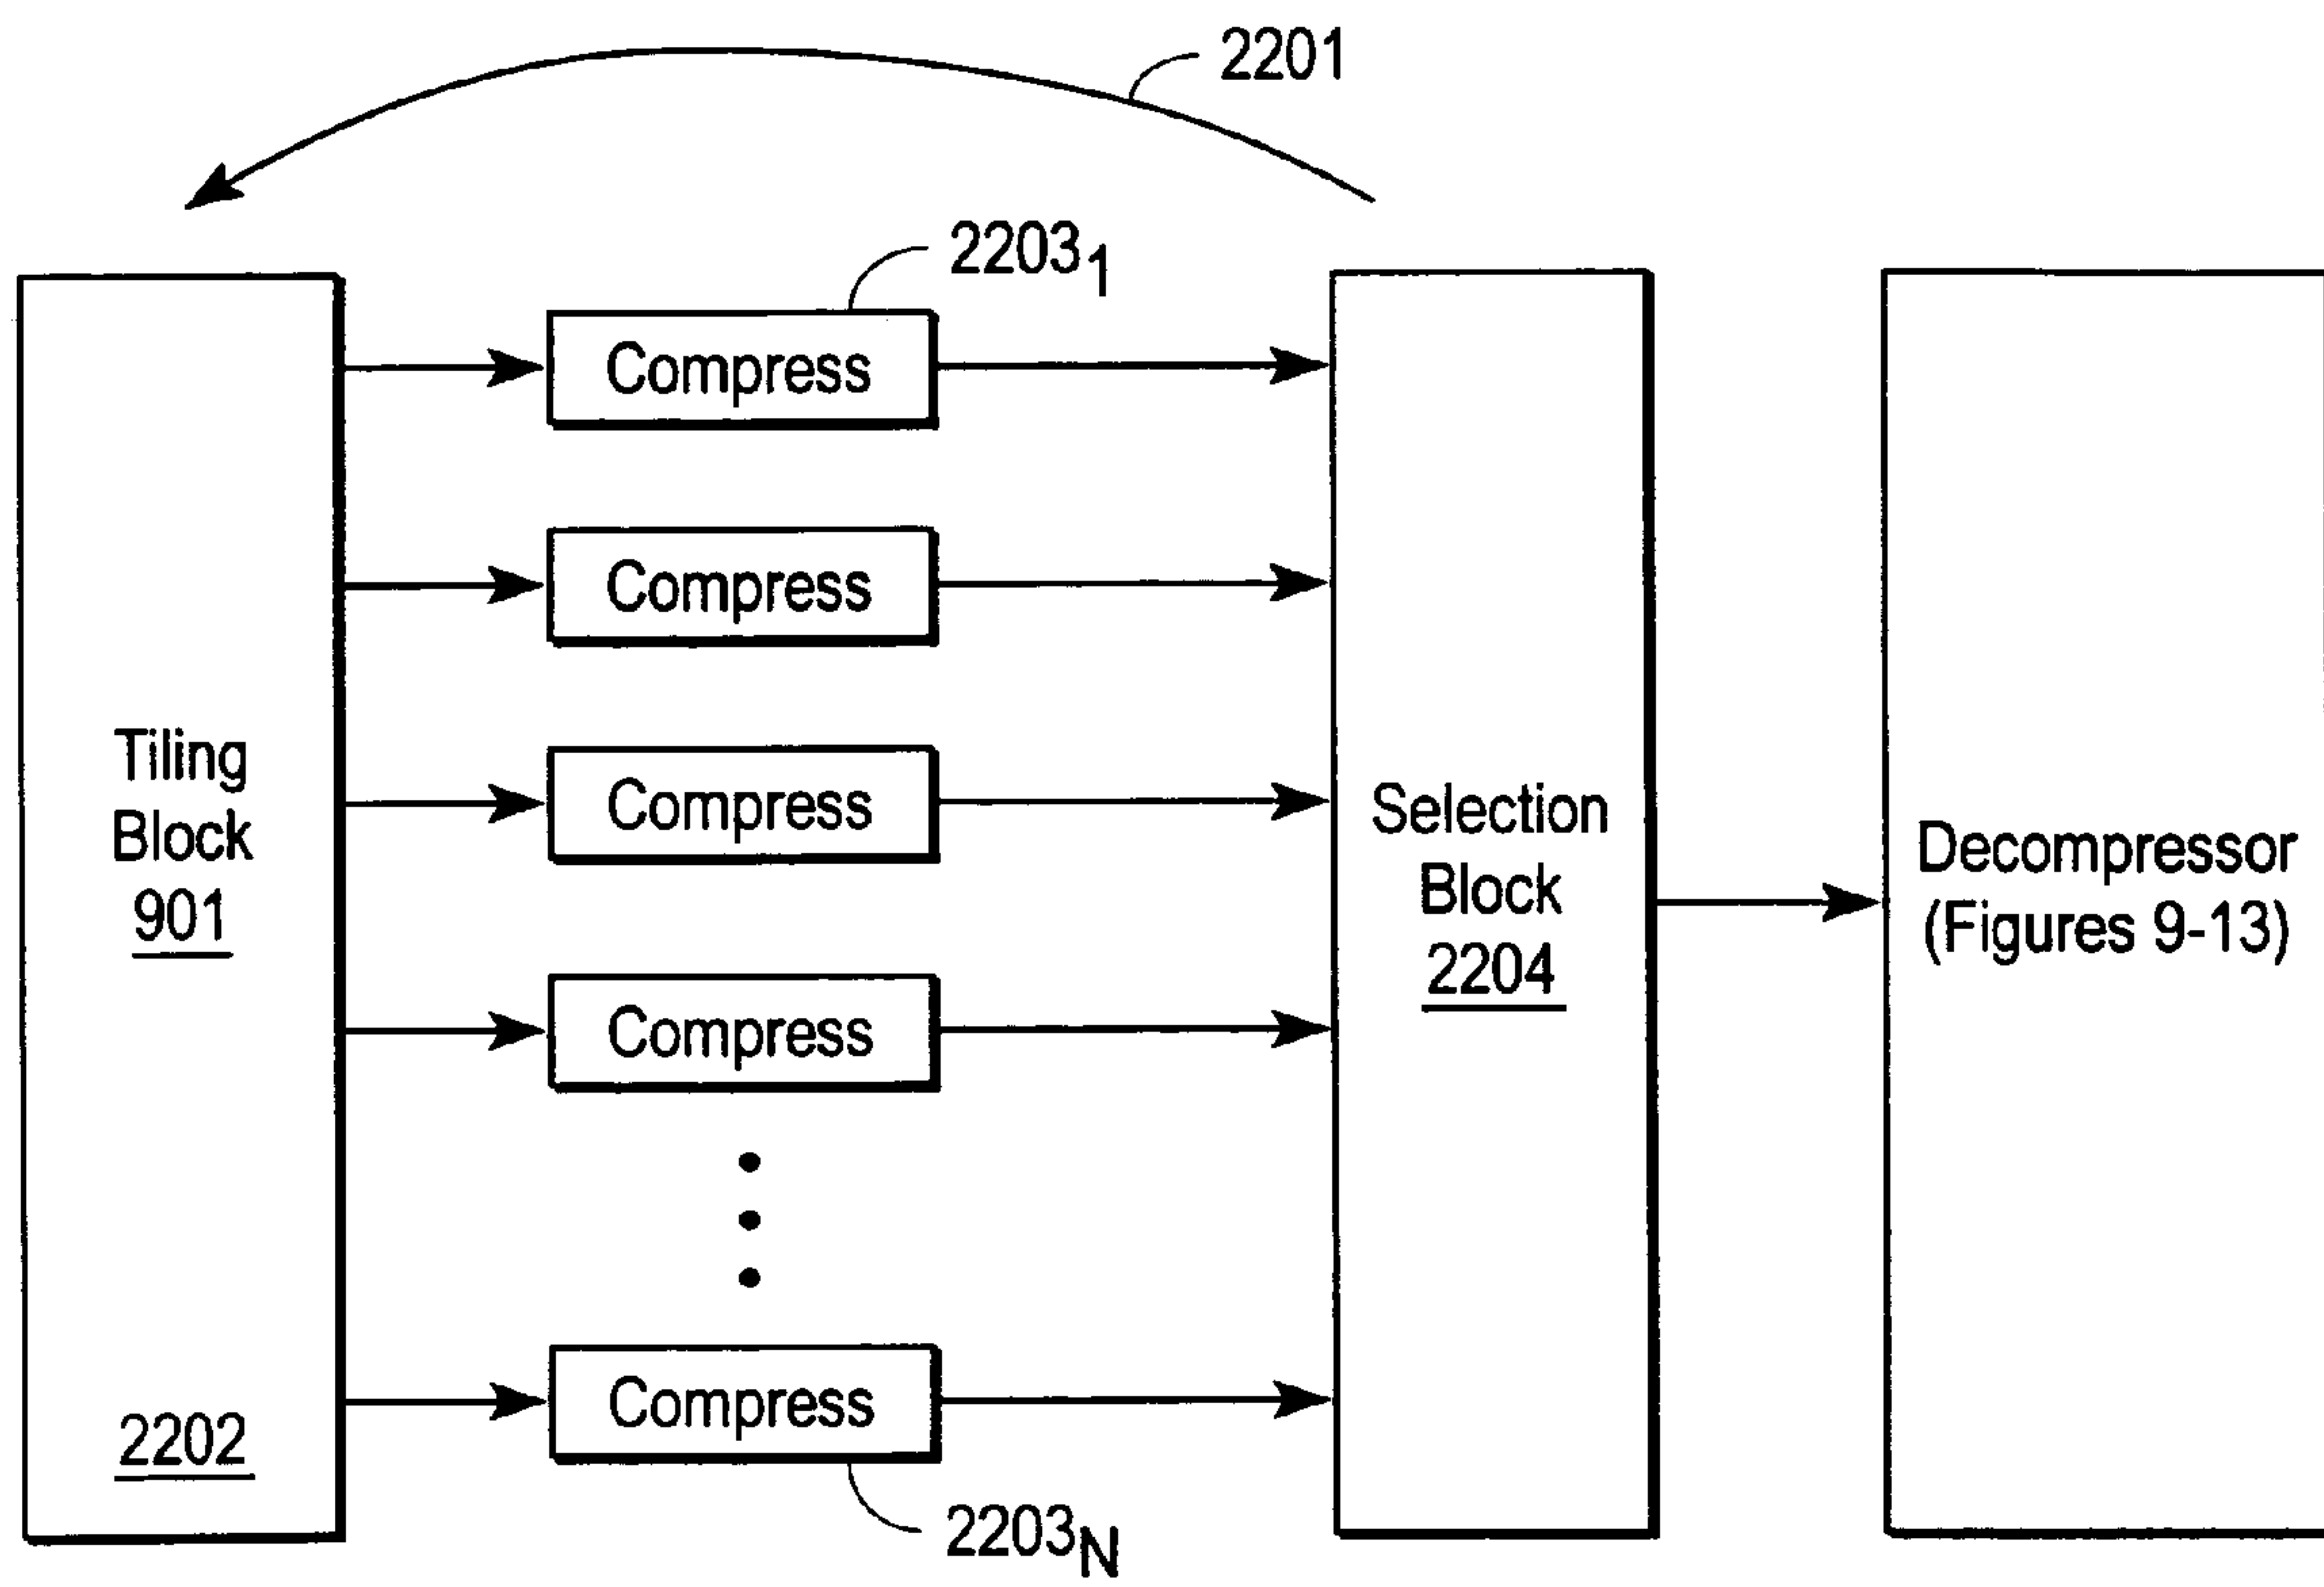 2201
2203₁
Compress
Compress
Compress
Compress
Compress
2203N
Tiling
Block
901
2202
Selection
Block
2204
Decompressor
(Figures 9-13)